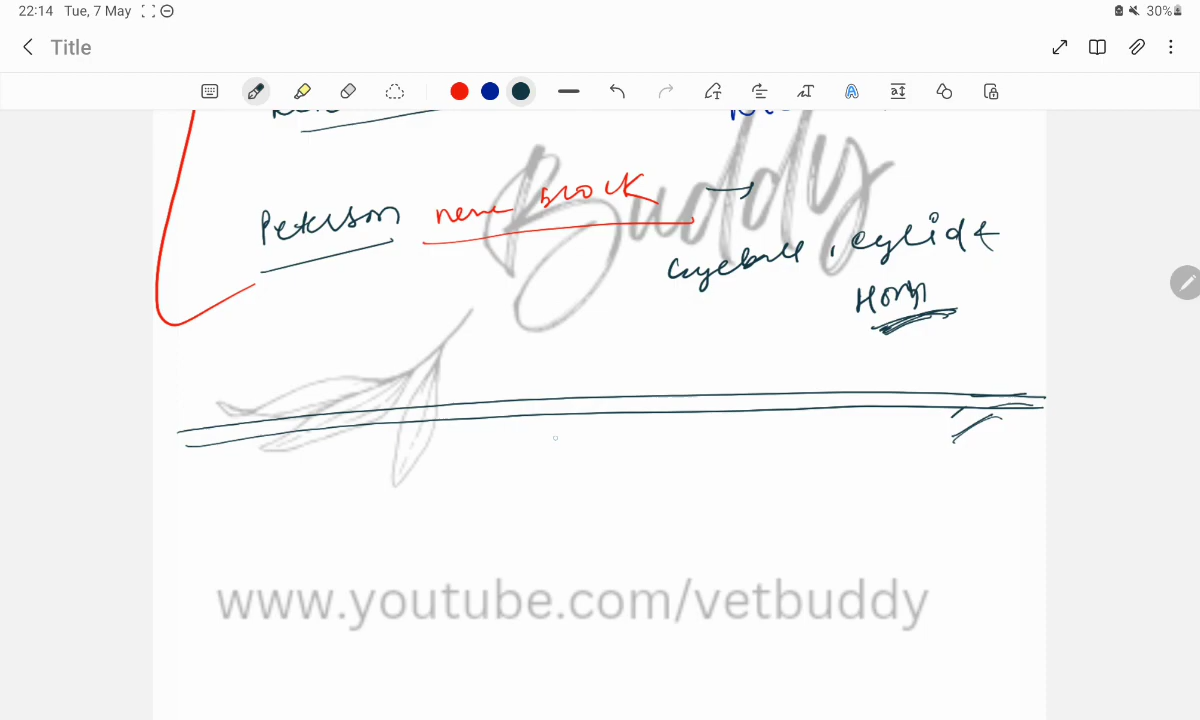 22:14 Tue, 7 May 30%
Title
Peterson nerve block →
eyeball, eyelid &
Horn
Buddy
www.youtube.com/vetbuddy